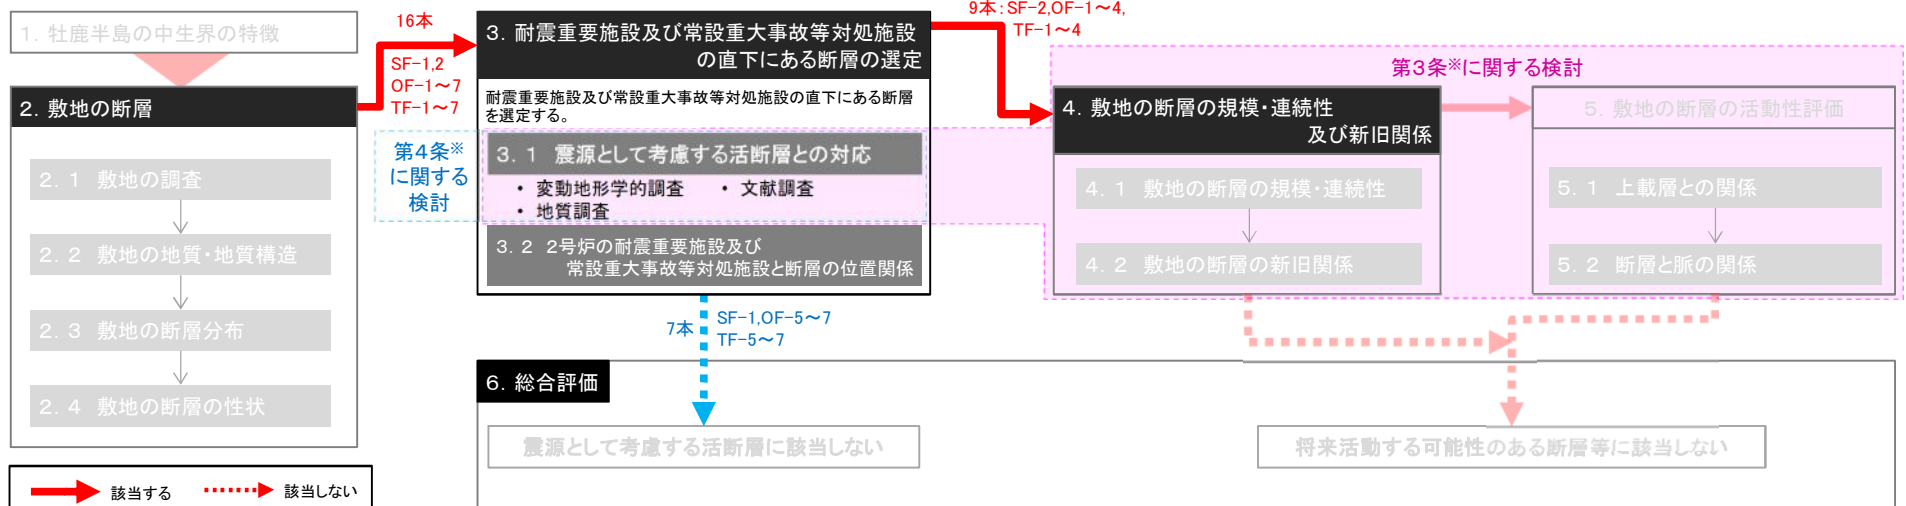 1. 牡鹿半島の中生界の特徴
2. 敷地の断層
2. 1 敷地の調査
2. 2 敷地の地質・地質構造
2. 3 敷地の断層分布
2. 4 敷地の断層の性状
該当する
該当しない
16本
SF-1,2
OF-1～7
TF-1～7
3. 耐震重要施設及び常設重大事故等対処施設
の直下にある断層の選定
耐震重要施設及び常設重大事故等対処施設の直下にある断層
を選定する。
第4条※
に関する
検討
3. 1 震源として考慮する活断層との対応
・ 変動地形学的調査 ・ 文献調査
・ 地質調査
3. 2 2号炉の耐震重要施設及び
常設重大事故等対処施設と断層の位置関係
9本:SF-2,OF-1～4,
TF-1～4
第3条※に関する検討
4. 敷地の断層の規模・連続性
及び新旧関係
4. 1 敷地の断層の規模・連続性
4. 2 敷地の断層の新旧関係
5. 敷地の断層の活動性評価
5. 1 上載層との関係
5. 2 断層と脈の関係
7本
SF-1,OF-5～7
TF-5～7
6. 総合評価
震源として考慮する活断層に該当しない
将来活動する可能性のある断層等に該当しない